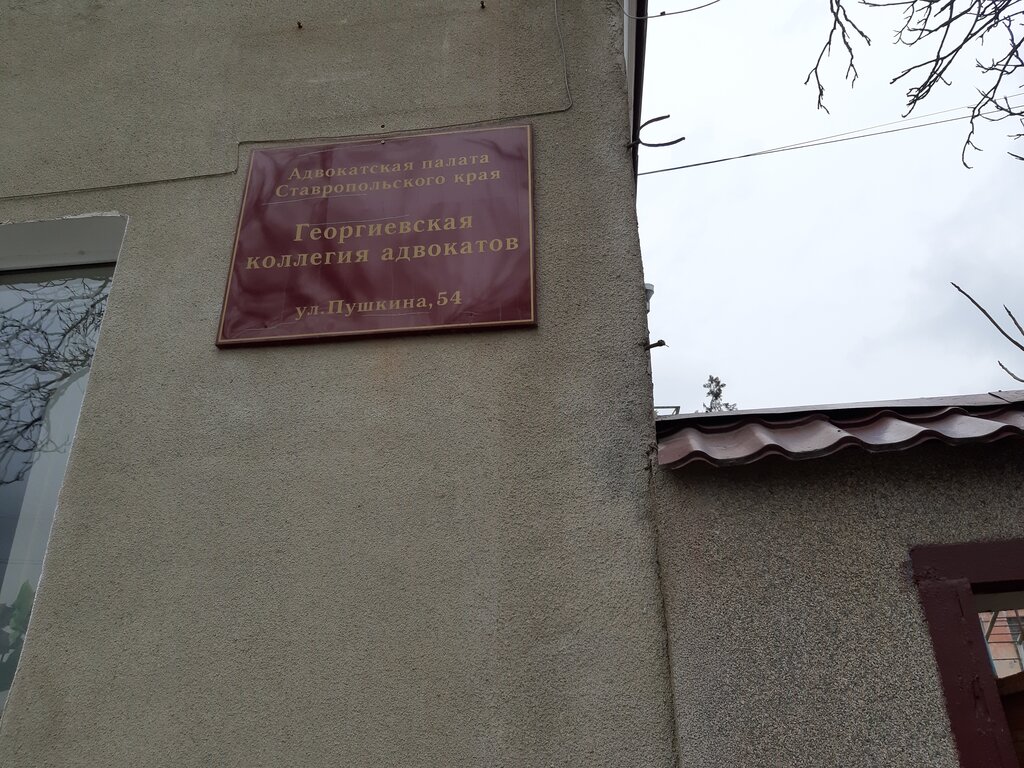 Адвокатская палата
Ставропольского края
Георгиевская
коллегия адвокатов
ул.Пушкина,54